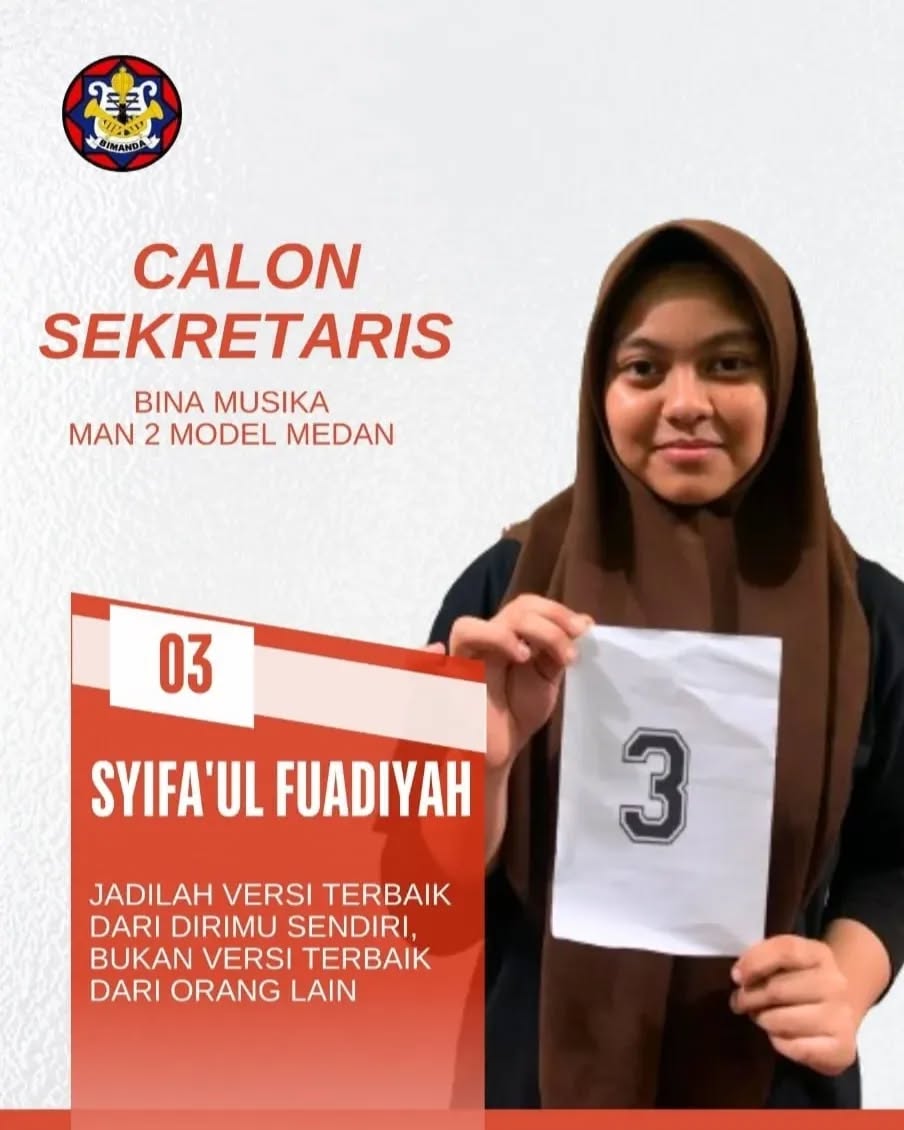 BIMANDA
CALON
SEKRETARIS
BINA MUSIKA
MAN 2 MODEL MEDAN
03
SYIFA'UL FUADIYAH
JADILAH VERSI TERBAIK
DARI DIRIMU SENDIRI,
BUKAN VERSI TERBAIK
DARI ORANG LAIN
3